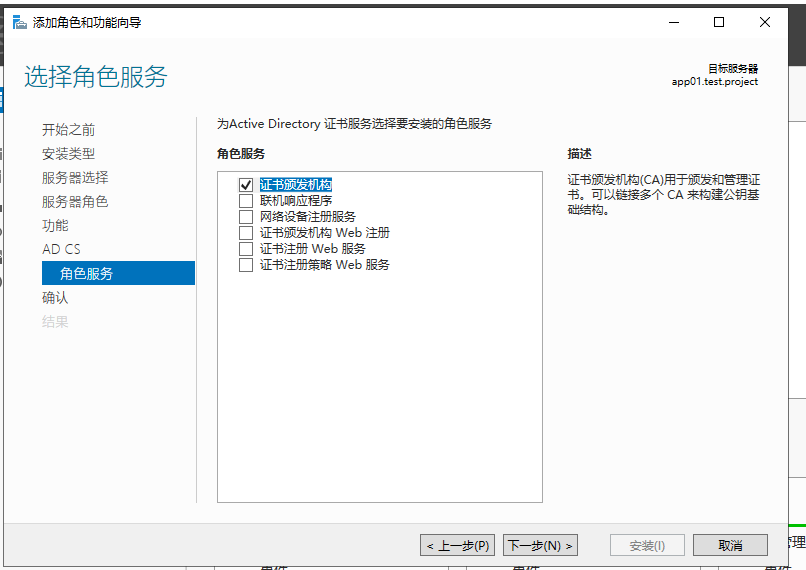 添加角色和功能向导
选择角色服务
目标服务器
app01.test.project
开始之前
安装类型
服务器选择
服务器角色
功能
AD CS
角色服务
确认
结果
为Active Directory 证书服务选择要安装的角色服务
角色服务
证书颁发机构
联机响应程序
网络设备注册服务
证书颁发机构 Web 注册
证书注册 Web 服务
证书注册策略 Web 服务
描述
证书颁发机构(CA)用于颁发和管理证
书。可以链接多个 CA 来构建公钥基
础结构。
< 上一步(P)
下一步(N) >
安装(I)
取消
管理